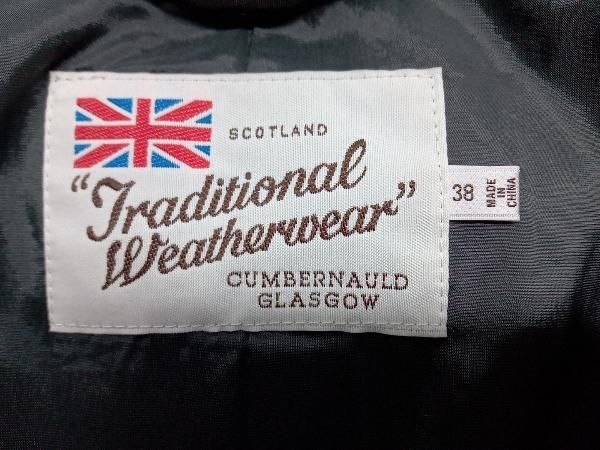 SCOTLAND
"Traditional
Weatherwear"
CUMBERNAULD
GLASGOW
38
MADE
IN
CHINA